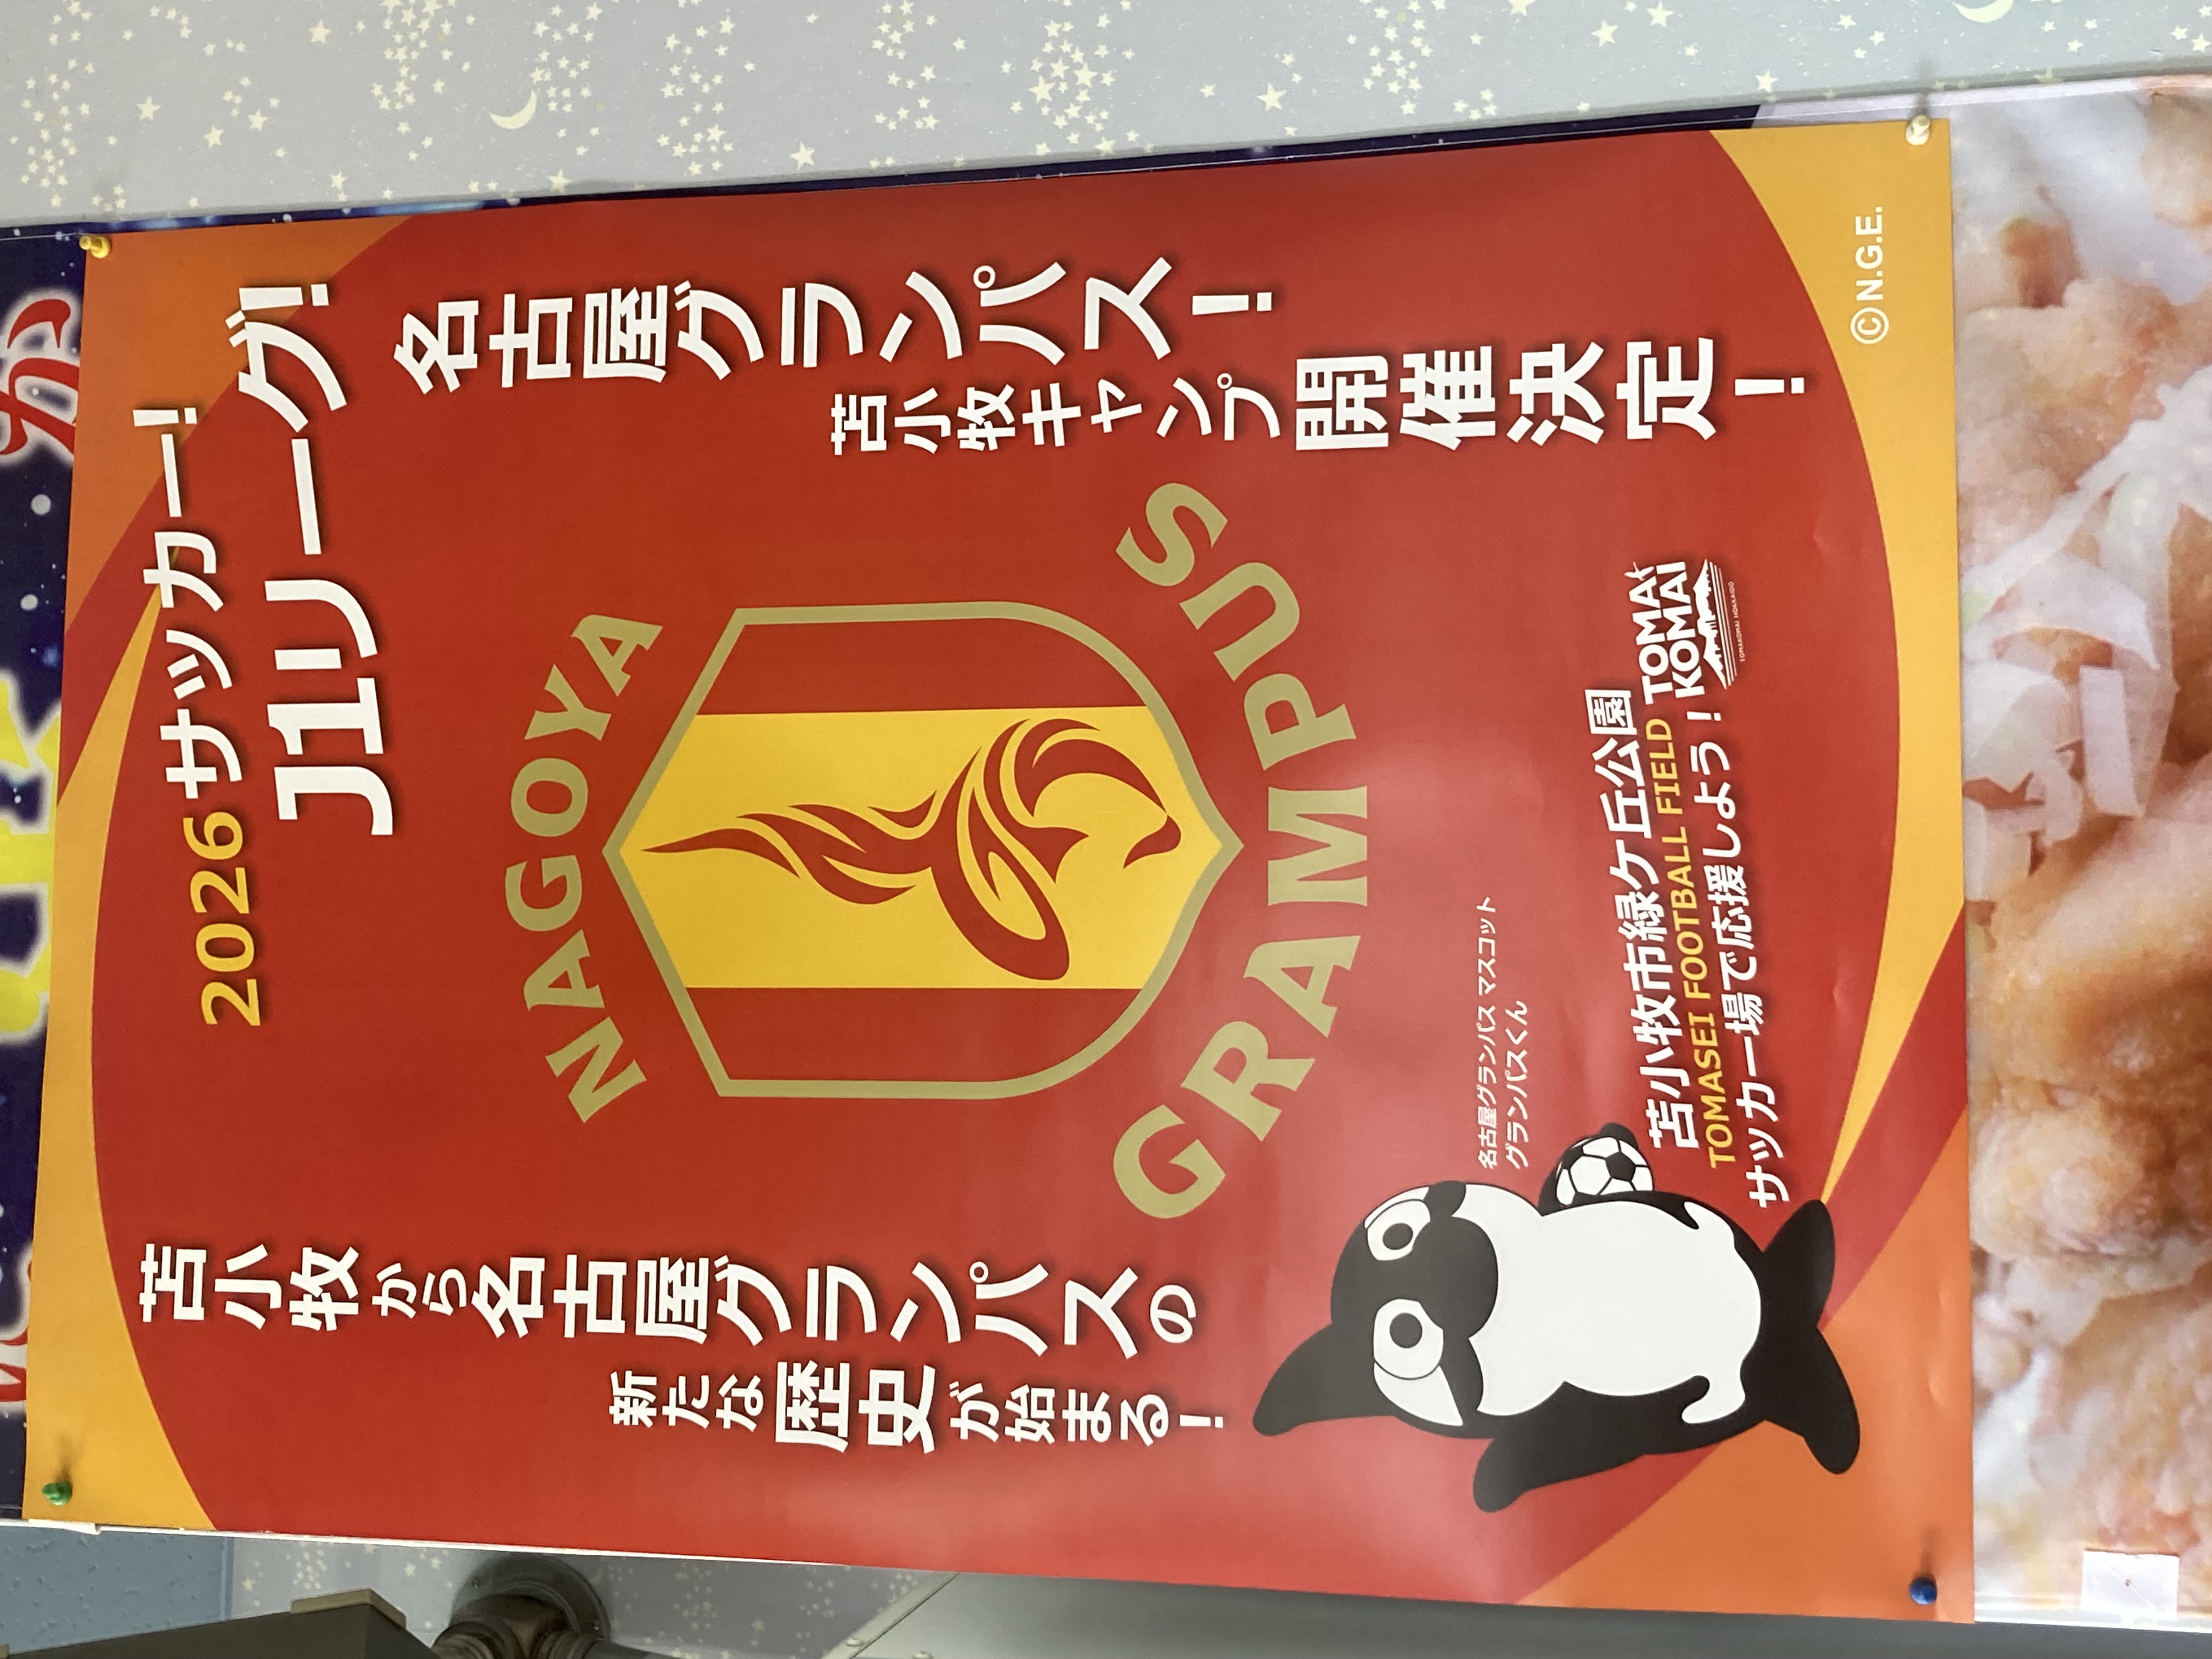 2026サッカー!
J1リーグ!
名古屋グランパス!
苫小牧キャンプ開催決定!
NAGOYA
GRAMPUS
苫小牧から名古屋グランパスの
新たな歴史が始まる!
名古屋グランパス マスコット
グランパスくん
苫小牧市緑ケ丘公園
TOMASEI FOOTBALL FIELD
サッカー場で応援しよう!
TOMA
KOMAI
TOMAKOMAI HOKKAIDO
©N.G.E.
か